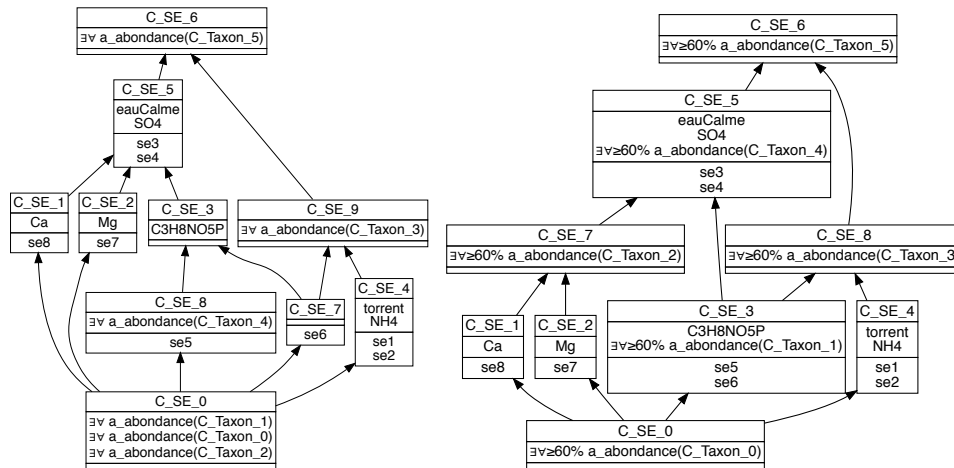 C_SE_6
∃∀ a_abondance(C_Taxon_5)
C_SE_5
eauCalme
SO4
se3
se4
C_SE_1
Ca
se8
C_SE_2
Mg
se7
C_SE_3
C3H8NO5P
C_SE_9
∃∀ a_abondance(C_Taxon_3)
C_SE_8
∃∀ a_abondance(C_Taxon_4)
se5
C_SE_7
se6
C_SE_4
torrent
NH4
se1
se2
C_SE_0
∃∀ a_abondance(C_Taxon_1)
∃∀ a_abondance(C_Taxon_0)
∃∀ a_abondance(C_Taxon_2)
C_SE_6
∃∀≥60% a_abondance(C_Taxon_5)
C_SE_5
eauCalme
SO4
∃∀≥60% a_abondance(C_Taxon_4)
se3
se4
C_SE_7
∃∀≥60% a_abondance(C_Taxon_2)
C_SE_8
∃∀≥60% a_abondance(C_Taxon_3)
C_SE_1
Ca
se8
C_SE_2
Mg
se7
C_SE_3
C3H8NO5P
∃∀≥60% a_abondance(C_Taxon_1)
se5
se6
C_SE_4
torrent
NH4
se1
se2
C_SE_0
∃∀≥60% a_abondance(C_Taxon_0)